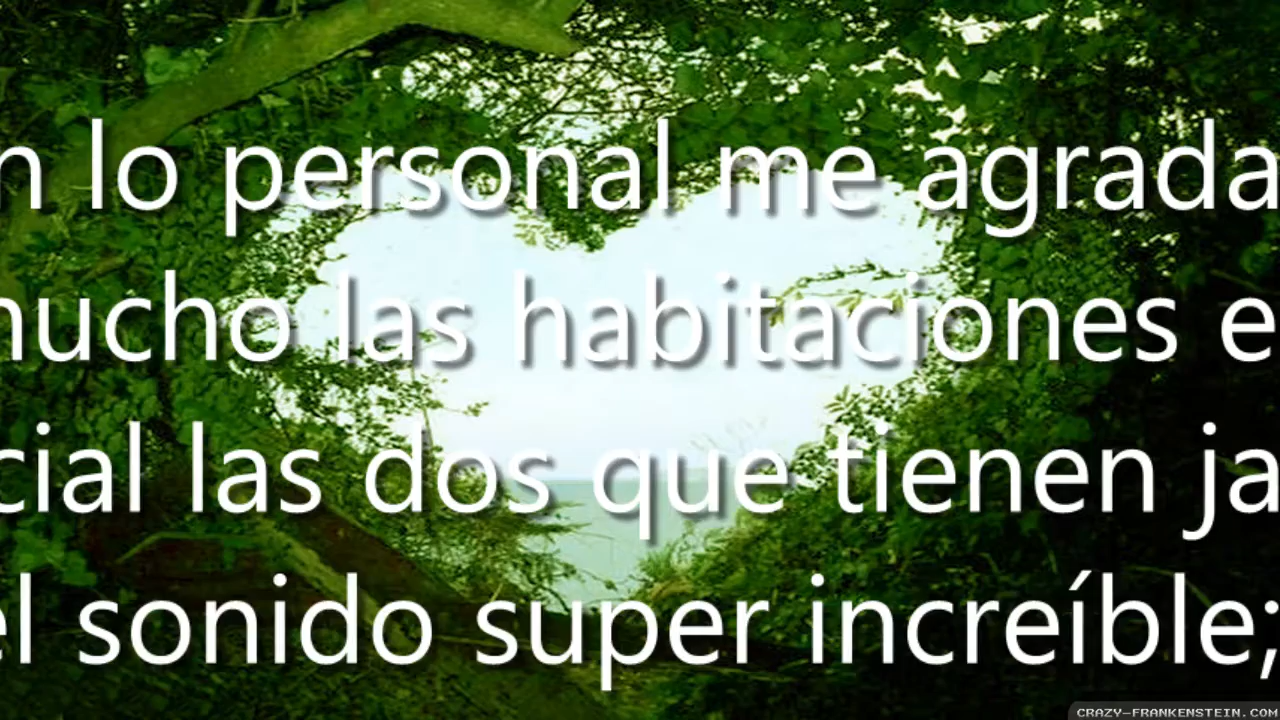 n lo personal me agrada
mucho las habitaciones e
cial las dos que tienen ja
el sonido super increíble;
CRAZY-FRANKENSTEIN.COM